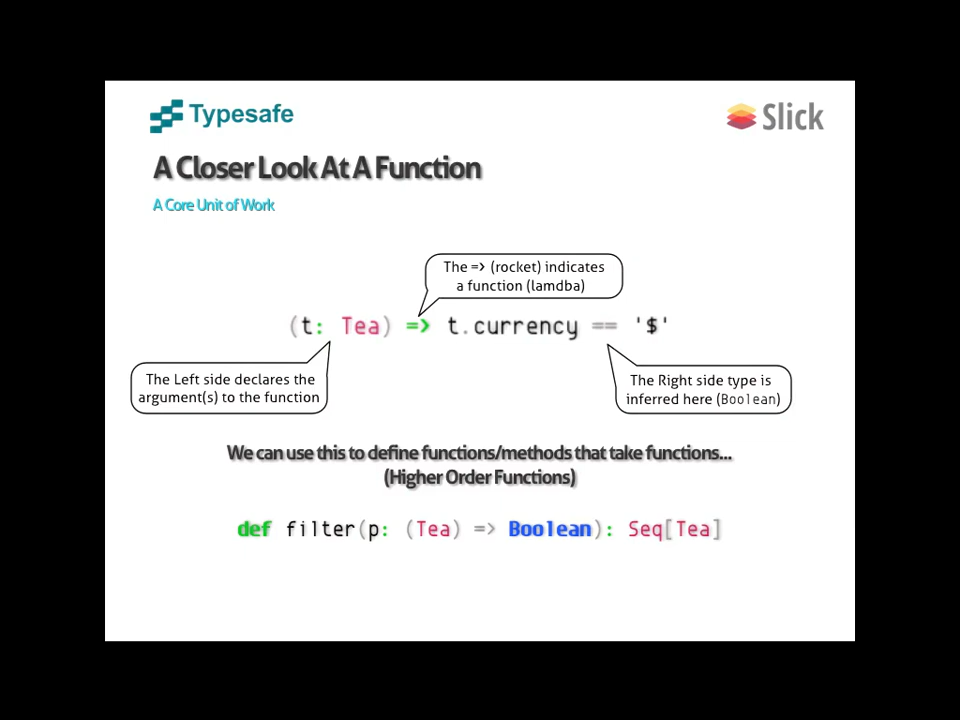 Typesafe
Slick
A Closer Look At A Function
A Core Unit of Work
The => (rocket) indicates
a function (lamdba)
(t: Tea) => t.currency == '$'
The Left side declares the
argument(s) to the function
The Right side type is
inferred here (Boolean)
We can use this to define functions/methods that take functions...
(Higher Order Functions)
def filter(p: (Tea) => Boolean): Seq[Tea]